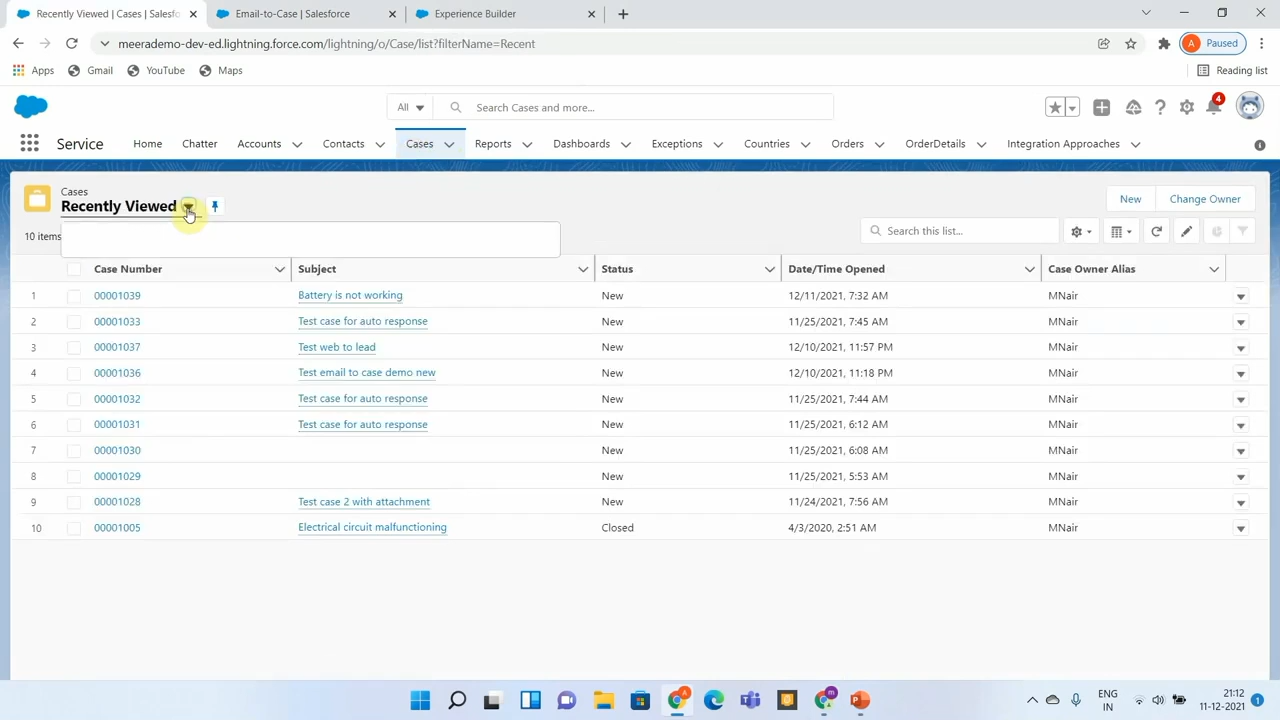 Recently Viewed | Cases | Salesfo
Email-to-Case | Salesforce
Experience Builder
meerademo-dev-ed.lightning.force.com/lightning/o/Case/list?filterName=Recent
A Paused
Apps Gmail YouTube Maps Reading list
All Search Cases and more...
4
Service Home Chatter Accounts Contacts Cases Reports Dashboards Exceptions Countries Orders OrderDetails Integration Approaches
Cases
Recently Viewed
New Change Owner
10 items
Search this list...
Case Number Subject Status Date/Time Opened Case Owner Alias
1 00001039 Battery is not working New 12/11/2021, 7:32 AM MNair
2 00001033 Test case for auto response New 11/25/2021, 7:45 AM MNair
3 00001037 Test web to lead New 12/10/2021, 11:57 PM MNair
4 00001036 Test email to case demo new New 12/10/2021, 11:18 PM MNair
5 00001032 Test case for auto response New 11/25/2021, 7:44 AM MNair
6 00001031 Test case for auto response New 11/25/2021, 6:12 AM MNair
7 00001030 New 11/25/2021, 6:08 AM MNair
8 00001029 New 11/25/2021, 5:53 AM MNair
9 00001028 Test case 2 with attachment New 11/24/2021, 7:56 AM MNair
10 00001005 Electrical circuit malfunctioning Closed 4/3/2020, 2:51 AM MNair
ENG
IN
21:12
11-12-2021
1